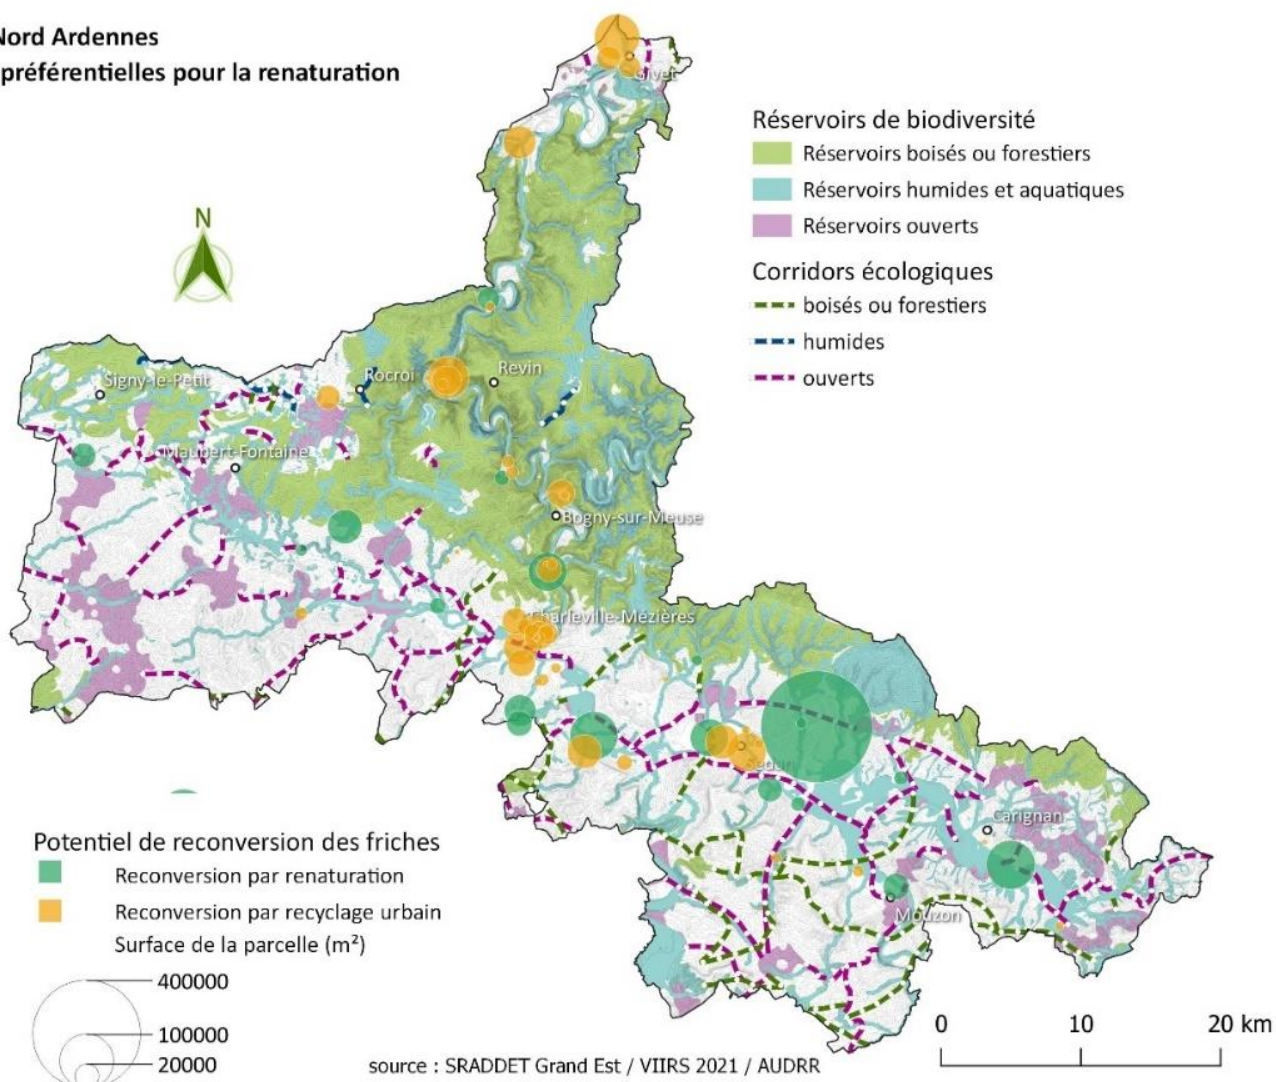 Nord Ardennes
préférentielles pour la renaturation
Givet
Réservoirs de biodiversité
Réservoirs boisés ou forestiers
Réservoirs humides et aquatiques
Réservoirs ouverts
N
Corridors écologiques
boisés ou forestiers
humides
ouverts
Signy-le-Petit
Rocroi
Revin
Maubert-Fontaine
Bogny-sur-Meuse
Charleville-Mézières
Sedan
Carignan
Mouzon
Potentiel de reconversion des friches
Reconversion par renaturation
Reconversion par recyclage urbain
Surface de la parcelle (m²)
400000
100000
20000
source : SRADDET Grand Est / VIIRS 2021 / AUDRR
0 10 20 km